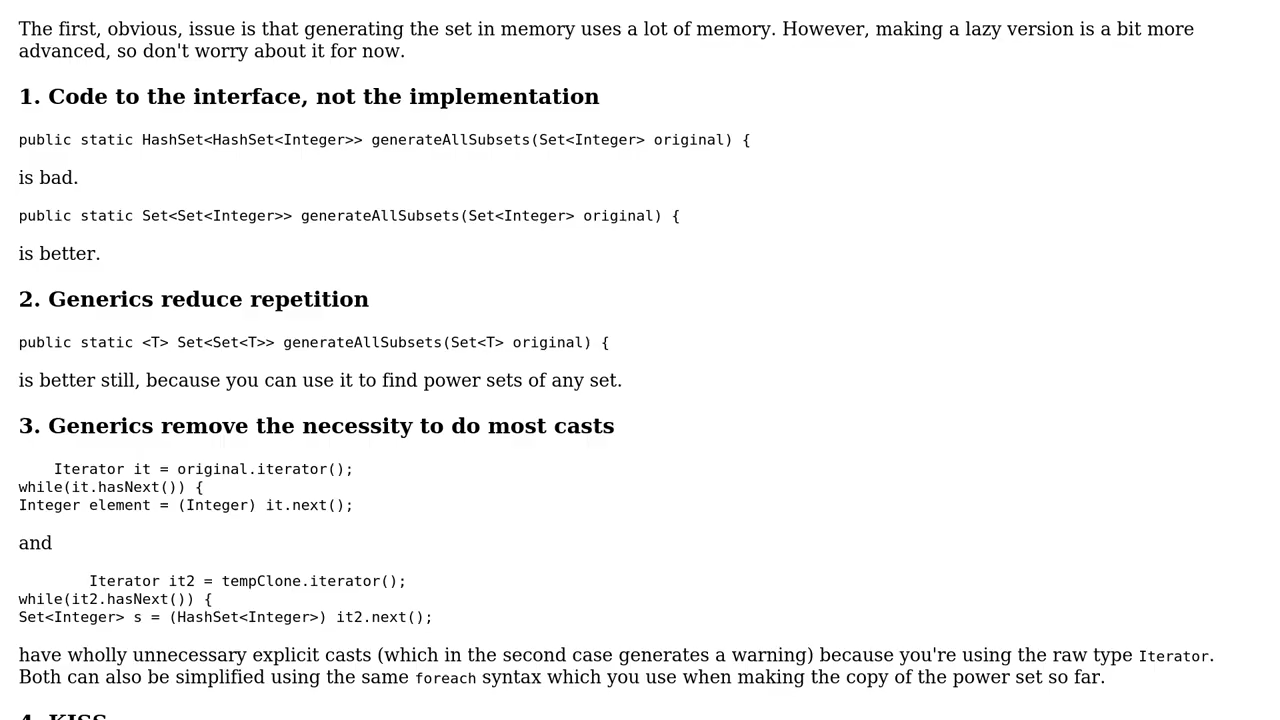 The first, obvious, issue is that generating the set in memory uses a lot of memory. However, making a lazy version is a bit more
advanced, so don't worry about it for now.
1. Code to the interface, not the implementation
public static HashSet<HashSet<Integer>> generateAllSubsets(Set<Integer> original) {
is bad.
public static Set<Set<Integer>> generateAllSubsets(Set<Integer> original) {
is better.
2. Generics reduce repetition
public static <T> Set<Set<T>> generateAllSubsets(Set<T> original) {
is better still, because you can use it to find power sets of any set.
3. Generics remove the necessity to do most casts
    Iterator it = original.iterator();
while(it.hasNext()) {
Integer element = (Integer) it.next();
and
        Iterator it2 = tempClone.iterator();
while(it2.hasNext()) {
Set<Integer> s = (HashSet<Integer>) it2.next();
have wholly unnecessary explicit casts (which in the second case generates a warning) because you're using the raw type Iterator.
Both can also be simplified using the same foreach syntax which you use when making the copy of the power set so far.
4. KISS